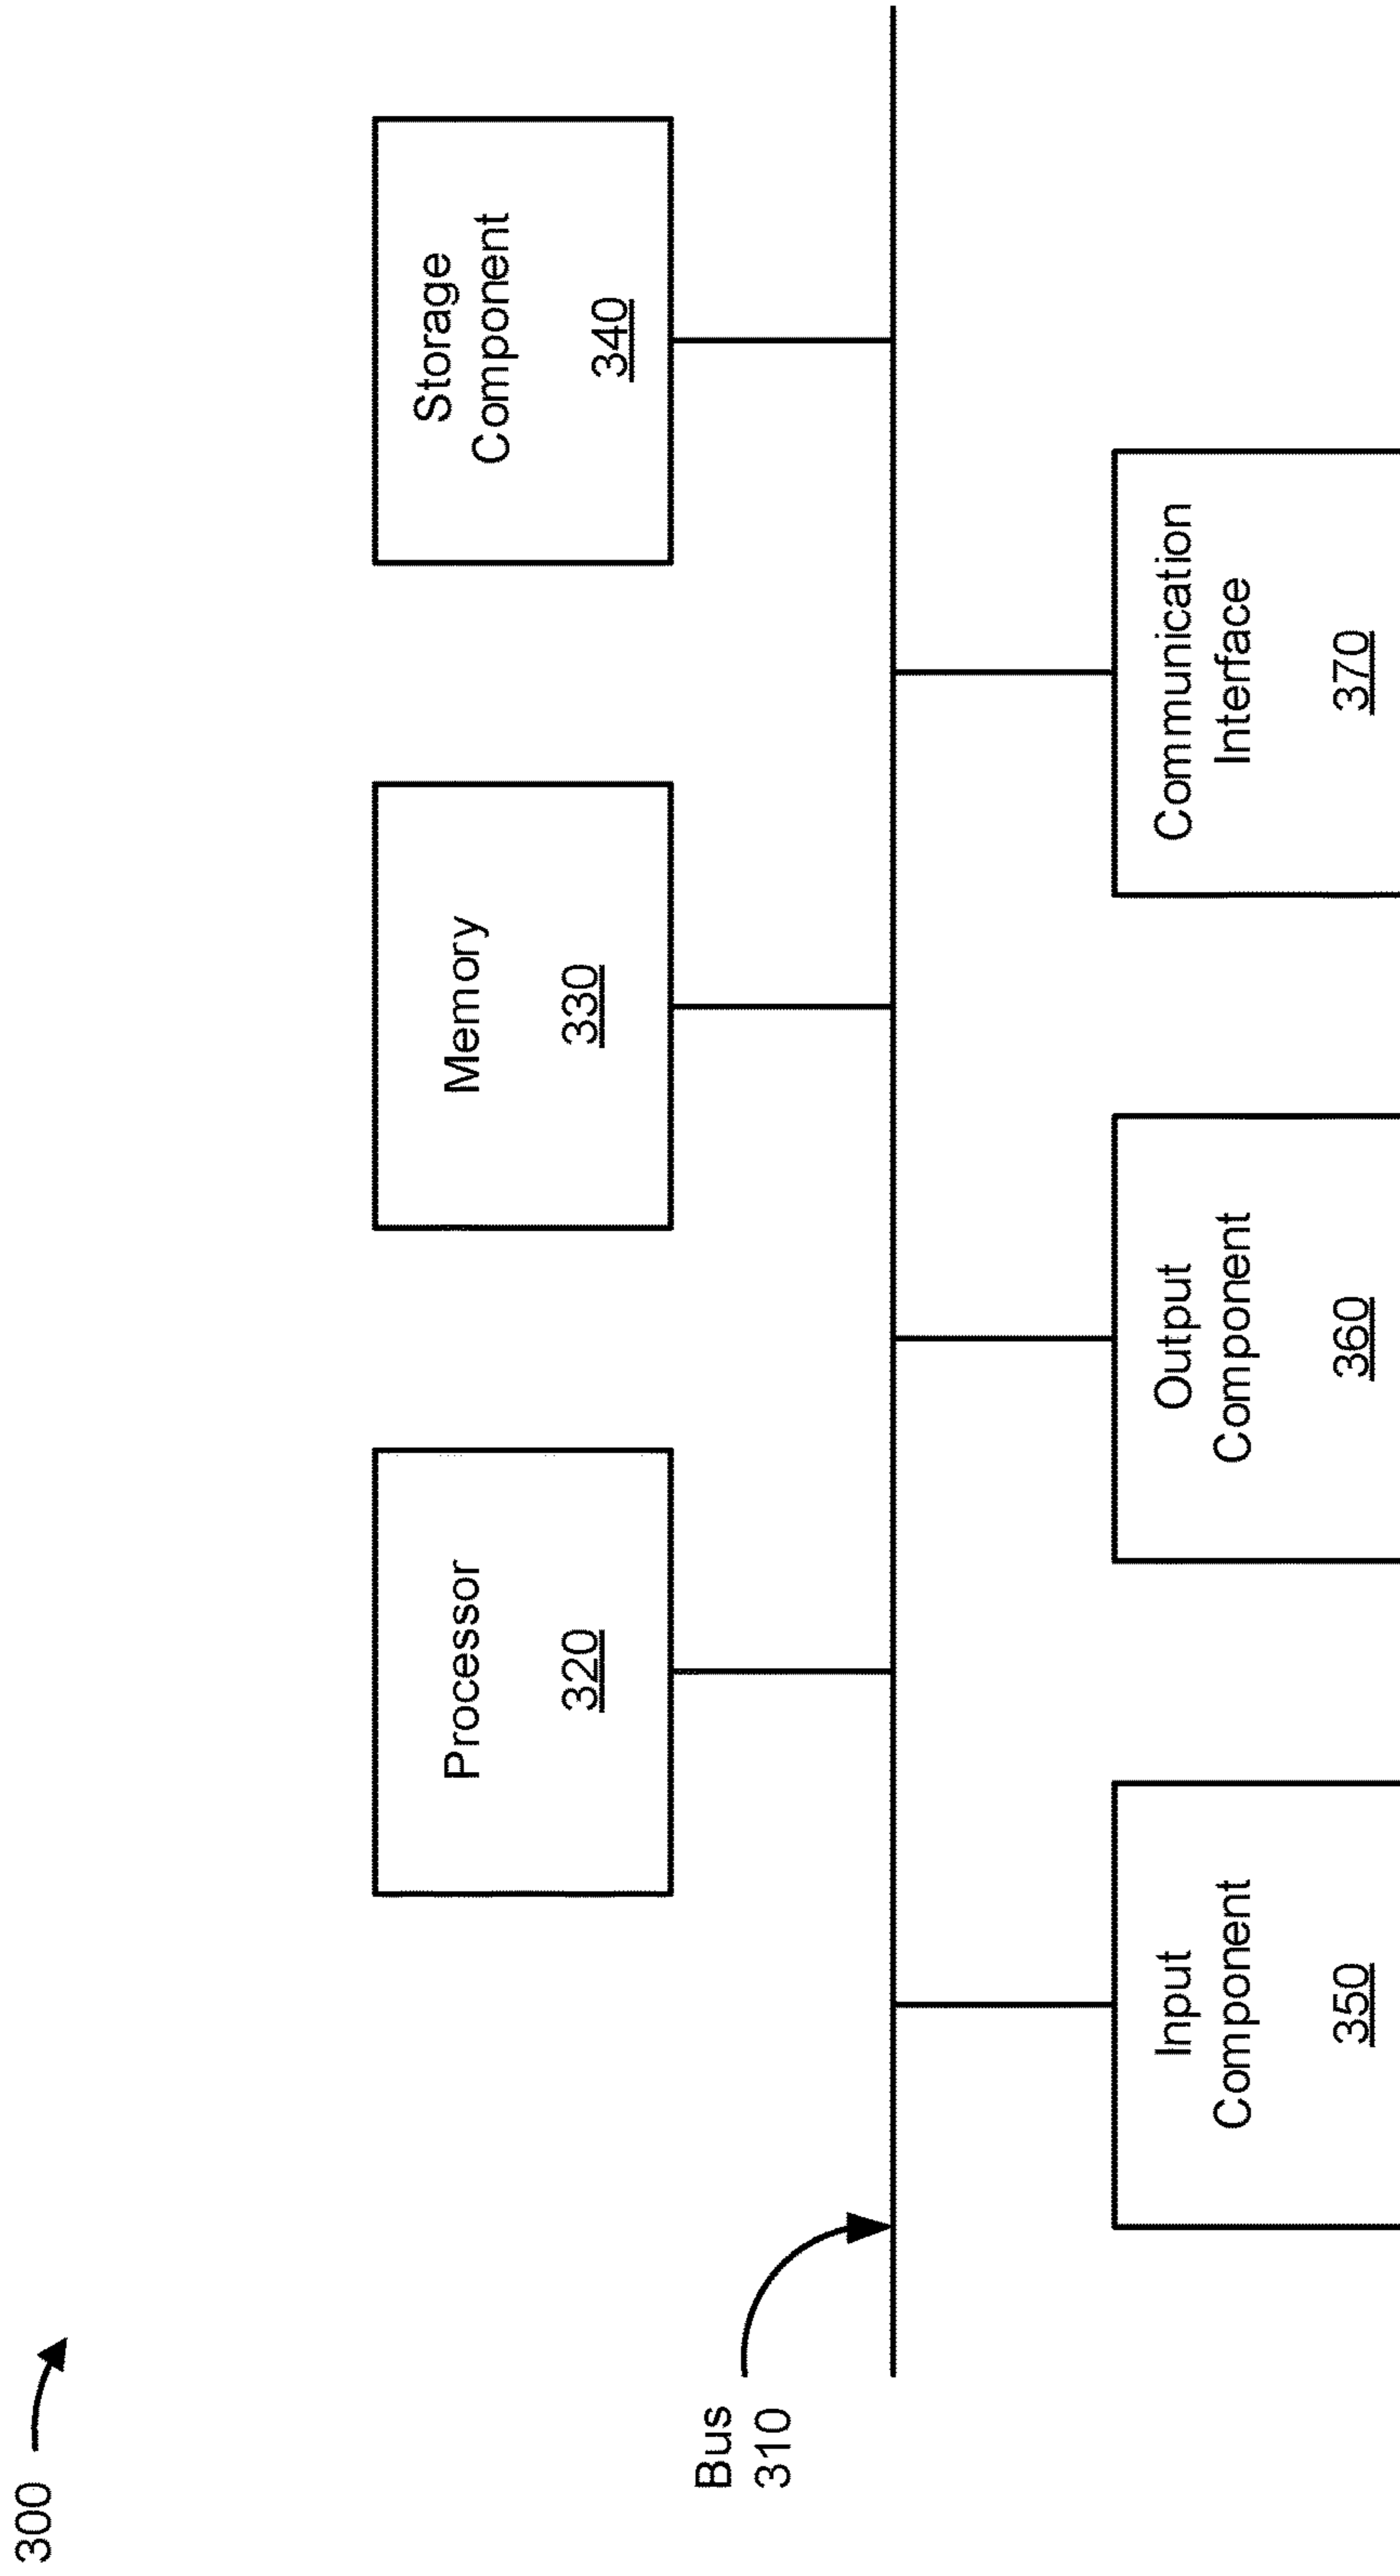 300
Bus
310
Processor
320
Memory
330
Storage
Component
340
Input
Component
350
Output
Component
360
Communication
Interface
370